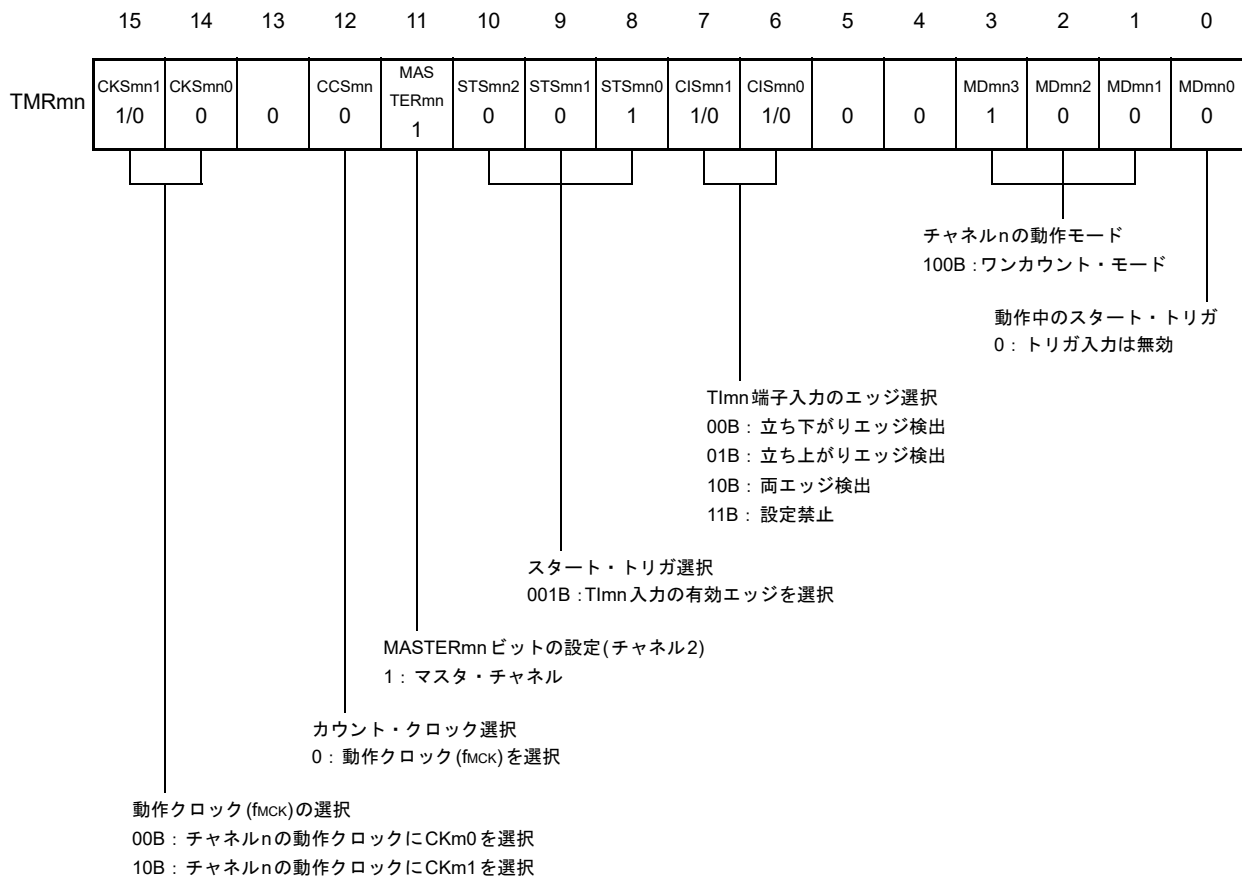 15 14 13 12 11 10 9 8 7 6 5 4 3 2 1 0
TMRmn
CKSmn1 CKSmn0 CCSmn MAS TERmn STSmn2 STSmn1 STSmn0 CISmn1 CISmn0 MDmn3 MDmn2 MDmn1 MDmn0
1/0 0 0 0 1 0 0 1 1/0 1/0 0 0 1 0 0 0
チャネルnの動作モード
100B：ワンカウント・モード
動作中のスタート・トリガ
0：トリガ入力は無効
TImn端子入力のエッジ選択
00B：立ち下がりエッジ検出
01B：立ち上がりエッジ検出
10B：両エッジ検出
11B：設定禁止
スタート・トリガ選択
001B：TImn入力の有効エッジを選択
MASTERmnビットの設定(チャネル2)
1：マスタ・チャネル
カウント・クロック選択
0：動作クロック(fMCK)を選択
動作クロック(fMCK)の選択
00B：チャネルnの動作クロックにCKm0を選択
10B：チャネルnの動作クロックにCKm1を選択